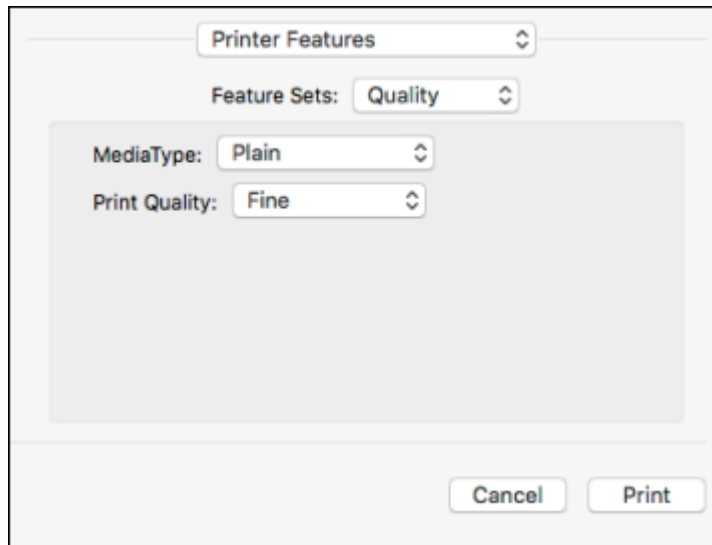 Printer Features
Feature Sets: Quality
MediaType: Plain
Print Quality: Fine
Cancel Print